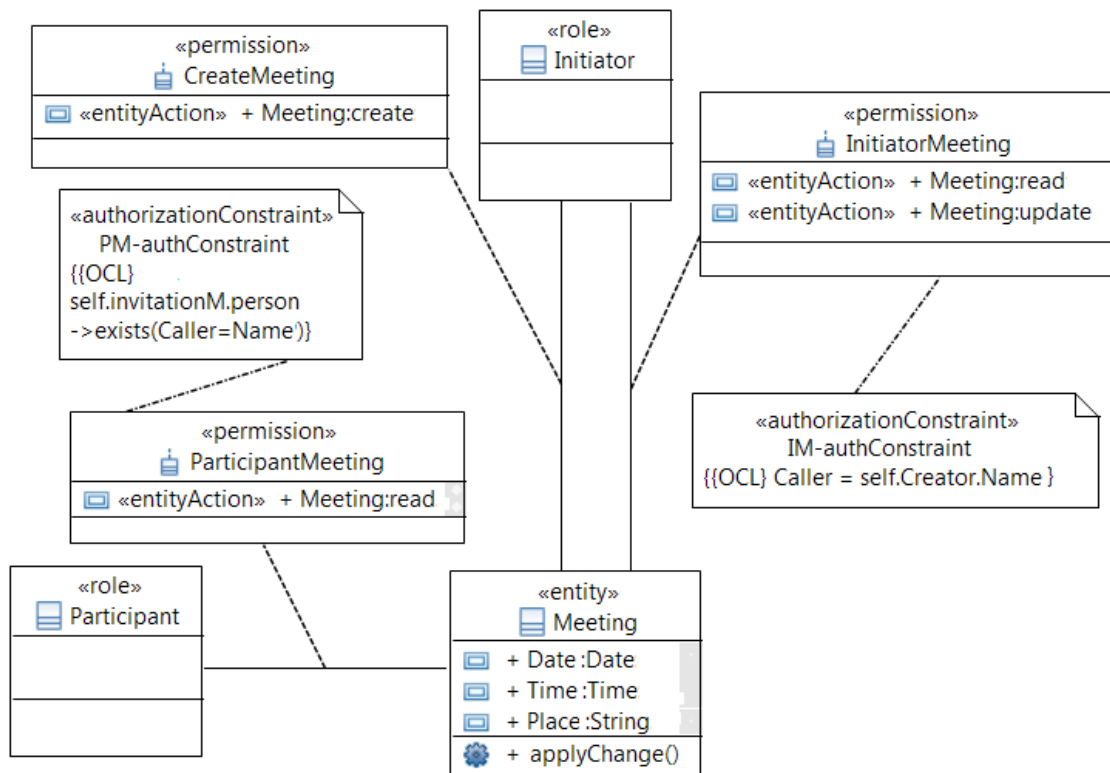 «permission»
CreateMeeting
«entityAction» + Meeting:create
«role»
Initiator
«permission»
InitiatorMeeting
«entityAction» + Meeting:read
«entityAction» + Meeting:update
«authorizationConstraint»
PM-authConstraint
{{OCL}
self.invitationM.person
->exists(Caller=Name')}
«authorizationConstraint»
IM-authConstraint
{{OCL} Caller = self.Creator.Name }
«permission»
ParticipantMeeting
«entityAction» + Meeting:read
«role»
Participant
«entity»
Meeting
+ Date :Date
+ Time :Time
+ Place :String
+ applyChange()